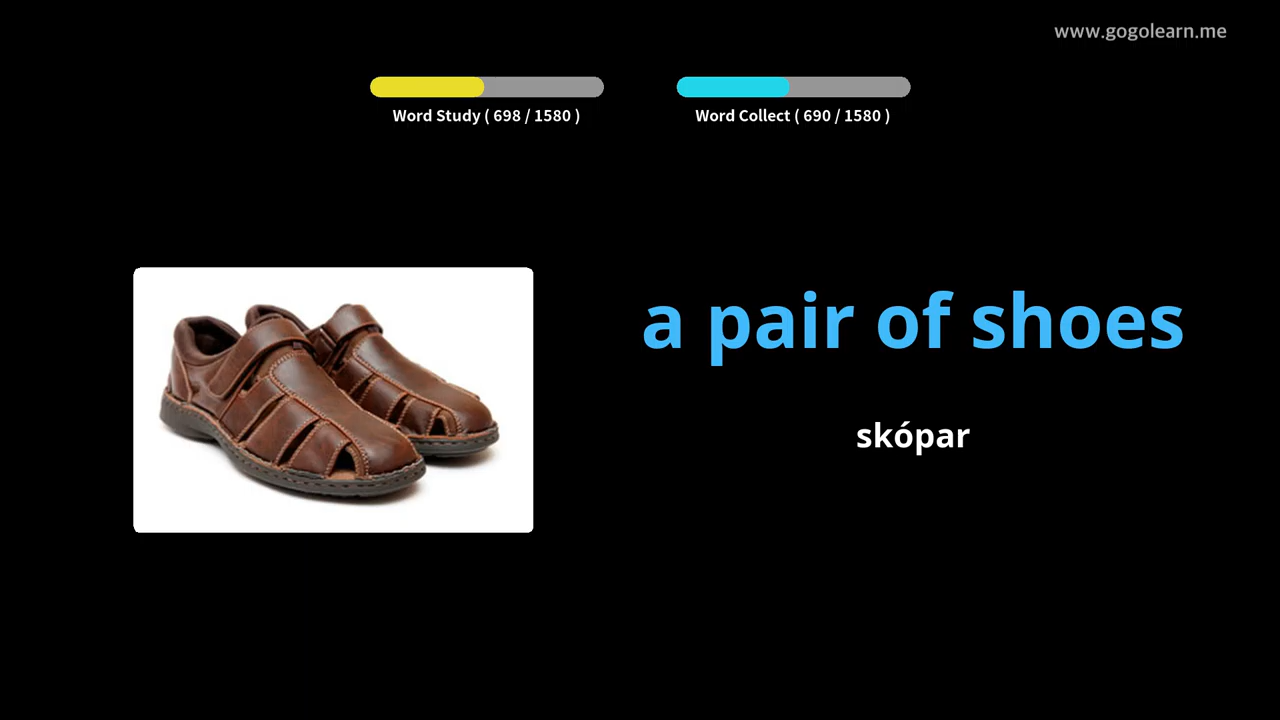 www.gogolearn.me
Word Study ( 698 / 1580 )
Word Collect ( 690 / 1580 )
a pair of shoes
skópar